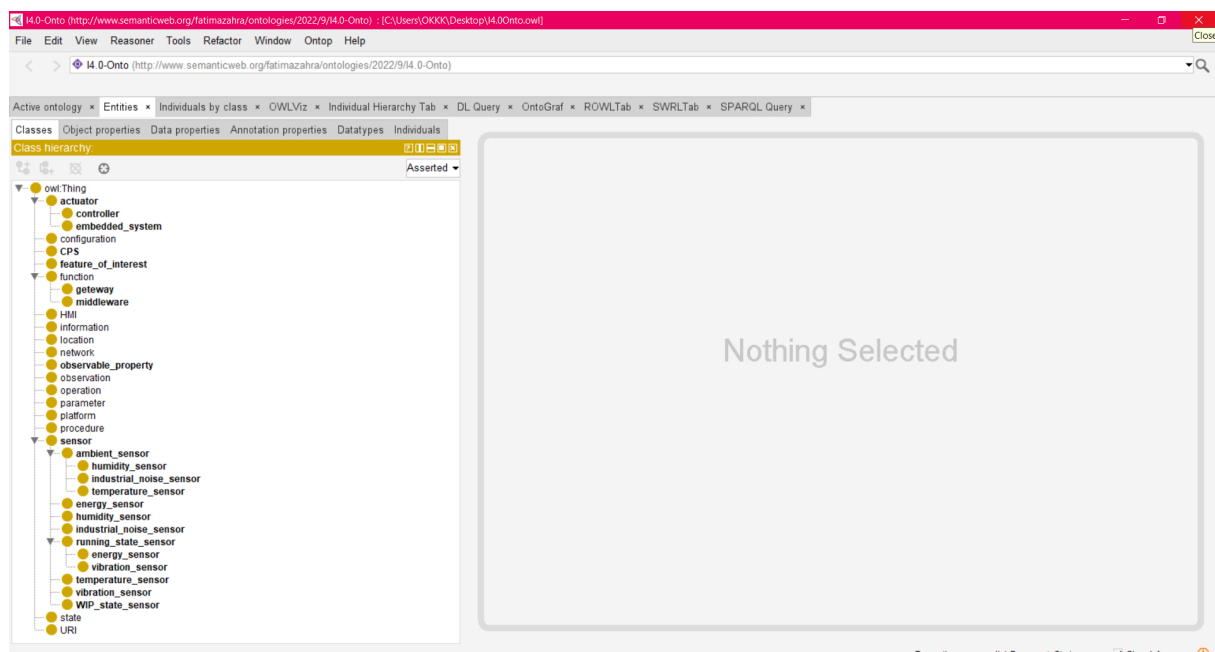 I4.0-Onto (http://www.semanticweb.org/fatimazahra/ontologies/2022/9/I4.0-Onto) : [C:\Users\OKKK\Desktop\I4.0Onto.owl]
Close
File Edit View Reasoner Tools Refactor Window Ontop Help
I4.0-Onto (http://www.semanticweb.org/fatimazahra/ontologies/2022/9/I4.0-Onto)
Active ontology × Entities × Individuals by class × OWLViz × Individual Hierarchy Tab × DL Query × OntoGraf × ROWLTab × SWRLTab × SPARQL Query ×
Classes Object properties Data properties Annotation properties Datatypes Individuals
Class hierarchy:
Asserted
owl:Thing
actuator
controller
embedded_system
configuration
CPS
feature_of_interest
function
geteway
middleware
HMI
information
location
network
observable_property
observation
operation
parameter
platform
procedure
sensor
ambient_sensor
humidity_sensor
industrial_noise_sensor
temperature_sensor
energy_sensor
humidity_sensor
industrial_noise_sensor
running_state_sensor
energy_sensor
vibration_sensor
temperature_sensor
vibration_sensor
WIP_state_sensor
state
URI
Nothing Selected